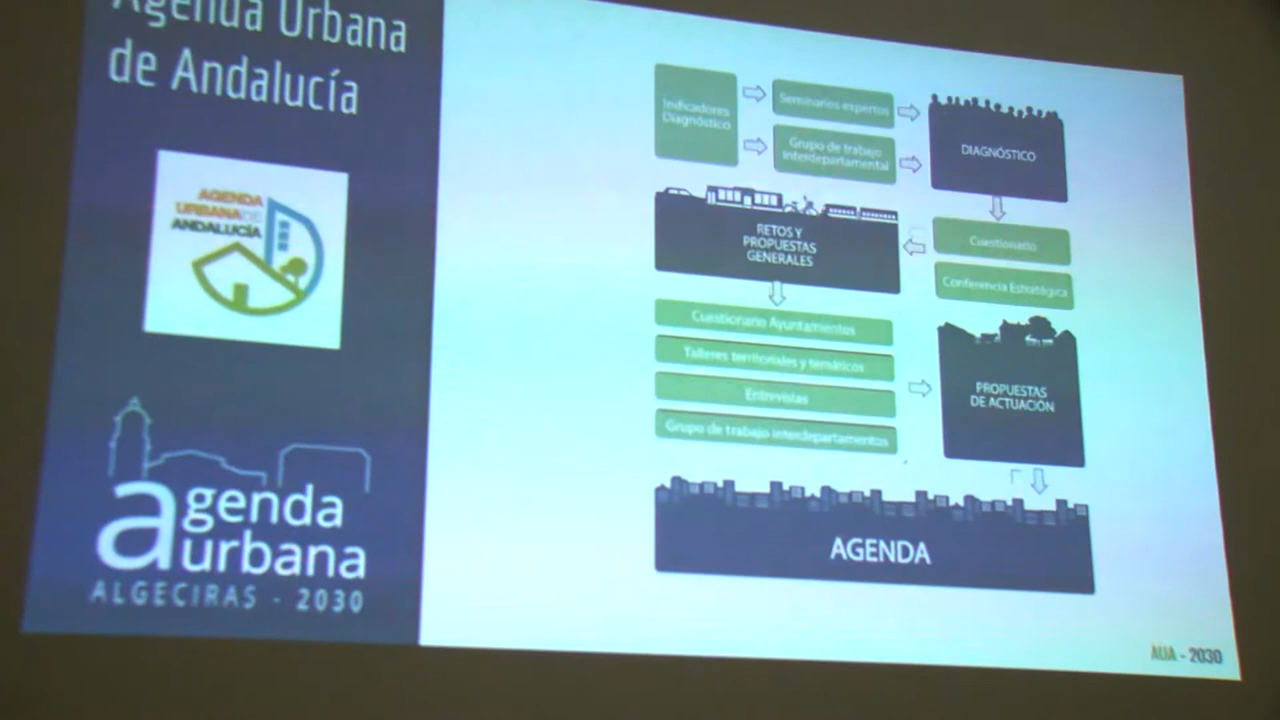 Agenda Urbana
de Andalucía
AGENDA
URBANA DE
ANDALUCÍA
agenda
urbana
ALGECIRAS - 2030
Indicadores
Diagnóstico
Seminarios expertos
Grupo de trabajo
interdepartamental
DIAGNÓSTICO
RETOS Y
PROPUESTAS
GENERALES
Cuestionario
Conferencia Estratégica
Cuestionario Ayuntamientos
Talleres territoriales y temáticos
Entrevistas
Grupo de trabajo interdepartamentos
PROPUESTAS
DE ACTUACIÓN
AGENDA
AUA - 2030